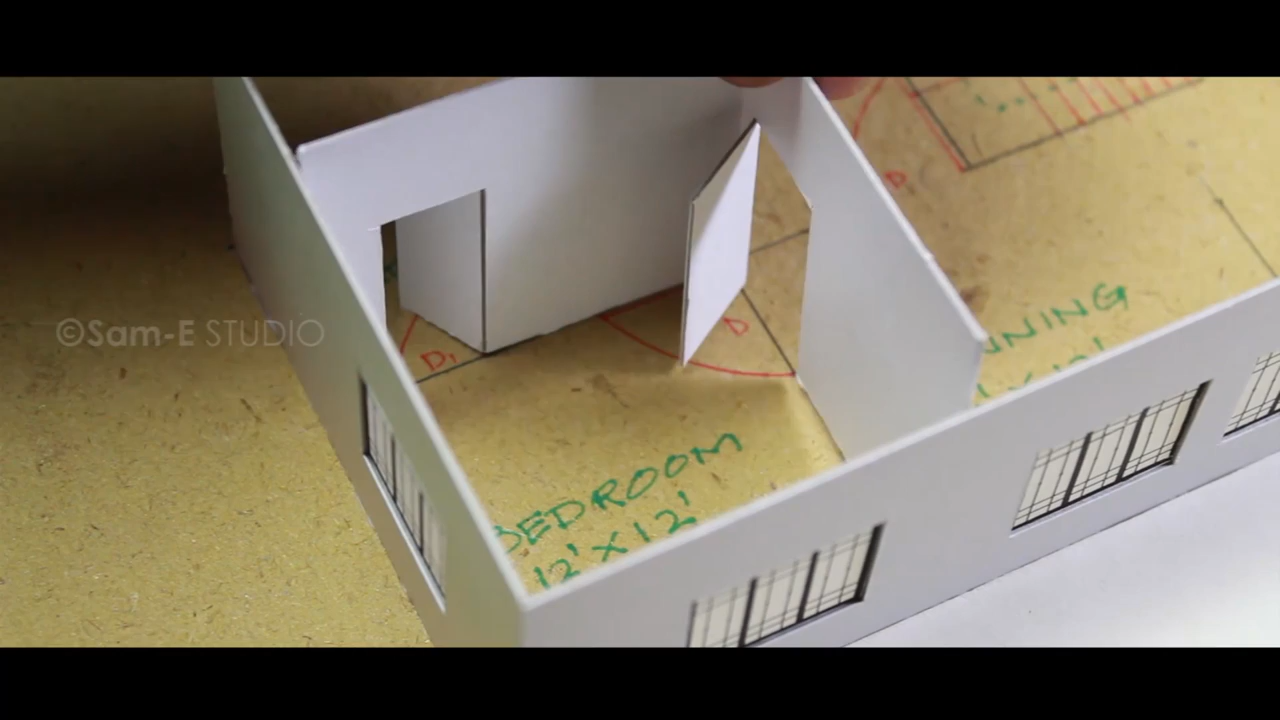 ©Sam-E STUDIO
D
D
D₁
BEDROOM
12'X12'